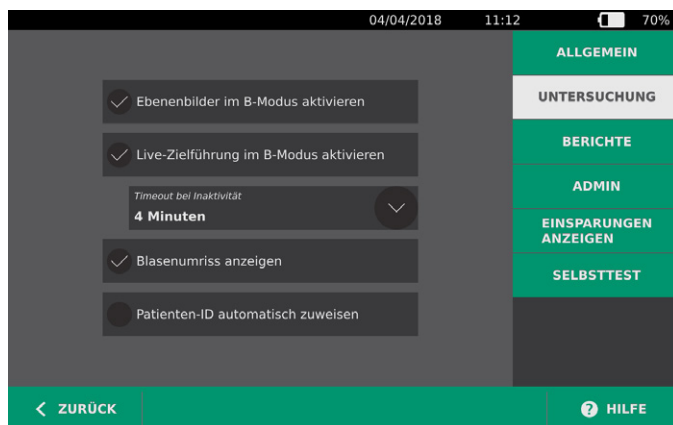 04/04/2018 11:12 70%
ALLGEMEIN
Ebenenbilder im B-Modus aktivieren
UNTERSUCHUNG
Live-Zielführung im B-Modus aktivieren
BERICHTE
Timeout bei Inaktivität
4 Minuten
ADMIN
Blasenumriss anzeigen
EINSPARUNGEN
ANZEIGEN
Patienten-ID automatisch zuweisen
SELBSTTEST
ZURÜCK
? HILFE